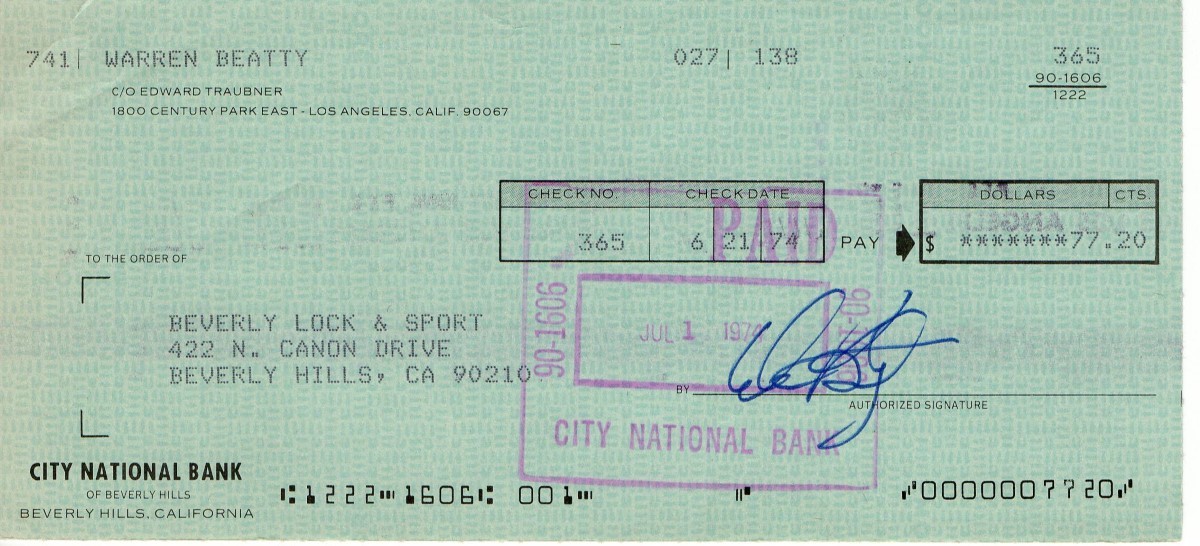 741| WARREN BEATTY 027| 138 365
90-1606
1222
C/O EDWARD TRAUBNER
1800 CENTURY PARK EAST - LOS ANGELES, CALIF. 90067
CHECK NO. CHECK DATE DOLLARS CTS.
PAID
365 6 21 74 PAY $ *******77.20
TO THE ORDER OF
BEVERLY LOCK & SPORT
422 N. CANON DRIVE
BEVERLY HILLS, CA 90210
90-1606
JUL 1 1974
BY
AUTHORIZED SIGNATURE
CITY NATIONAL BANK
CITY NATIONAL BANK
OF BEVERLY HILLS
BEVERLY HILLS, CALIFORNIA
⑆1222⑉1606⑆ 001⑈ ⑈ ⑇0000007720⑇